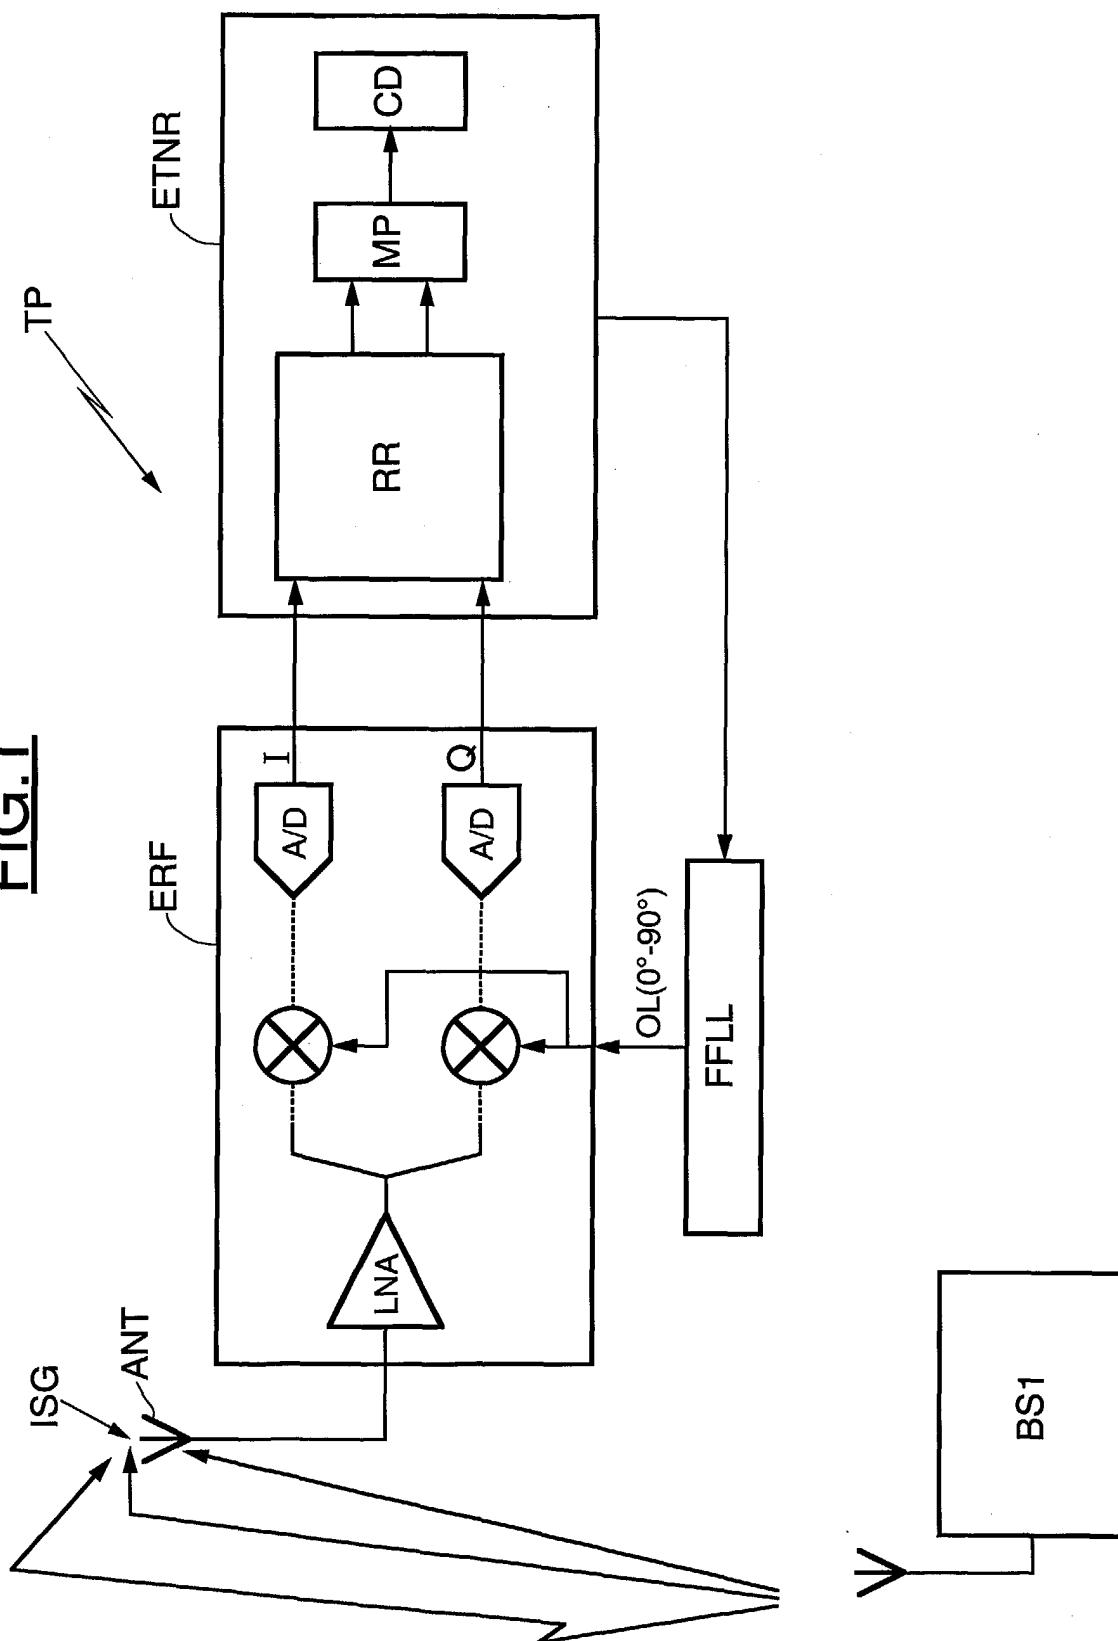 FIG.1
TP
ETNR
CD
MP
RR
ERF
I
Q
A/D
A/D
OL(0°-90°)
FFLL
LNA
ISG
ANT
BS1